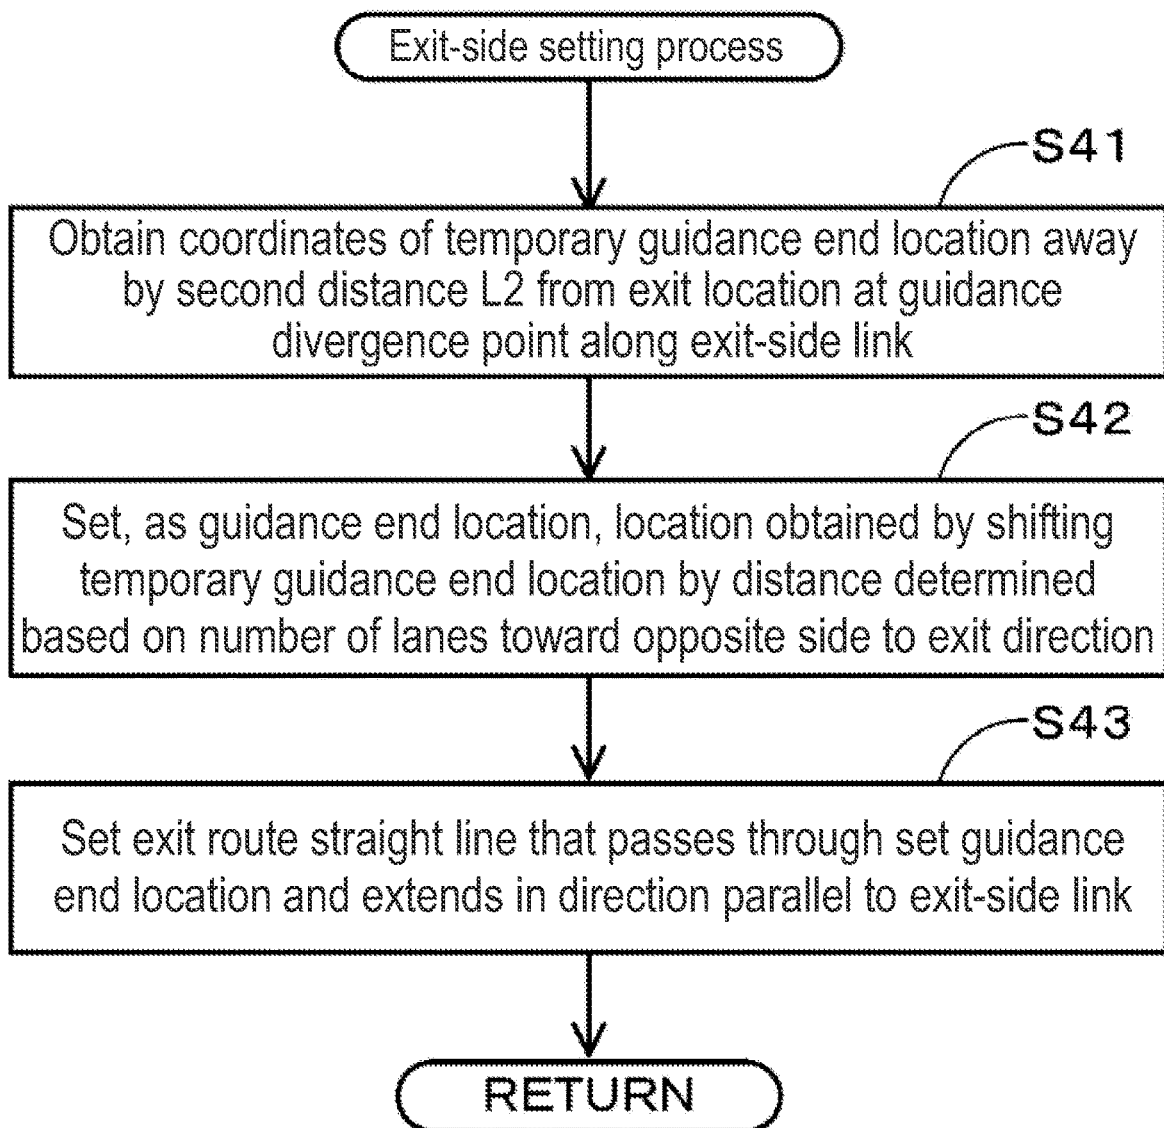 Exit-side setting process
S41
Obtain coordinates of temporary guidance end location away
by second distance L2 from exit location at guidance
divergence point along exit-side link
S42
Set, as guidance end location, location obtained by shifting
temporary guidance end location by distance determined
based on number of lanes toward opposite side to exit direction
S43
Set exit route straight line that passes through set guidance
end location and extends in direction parallel to exit-side link
RETURN